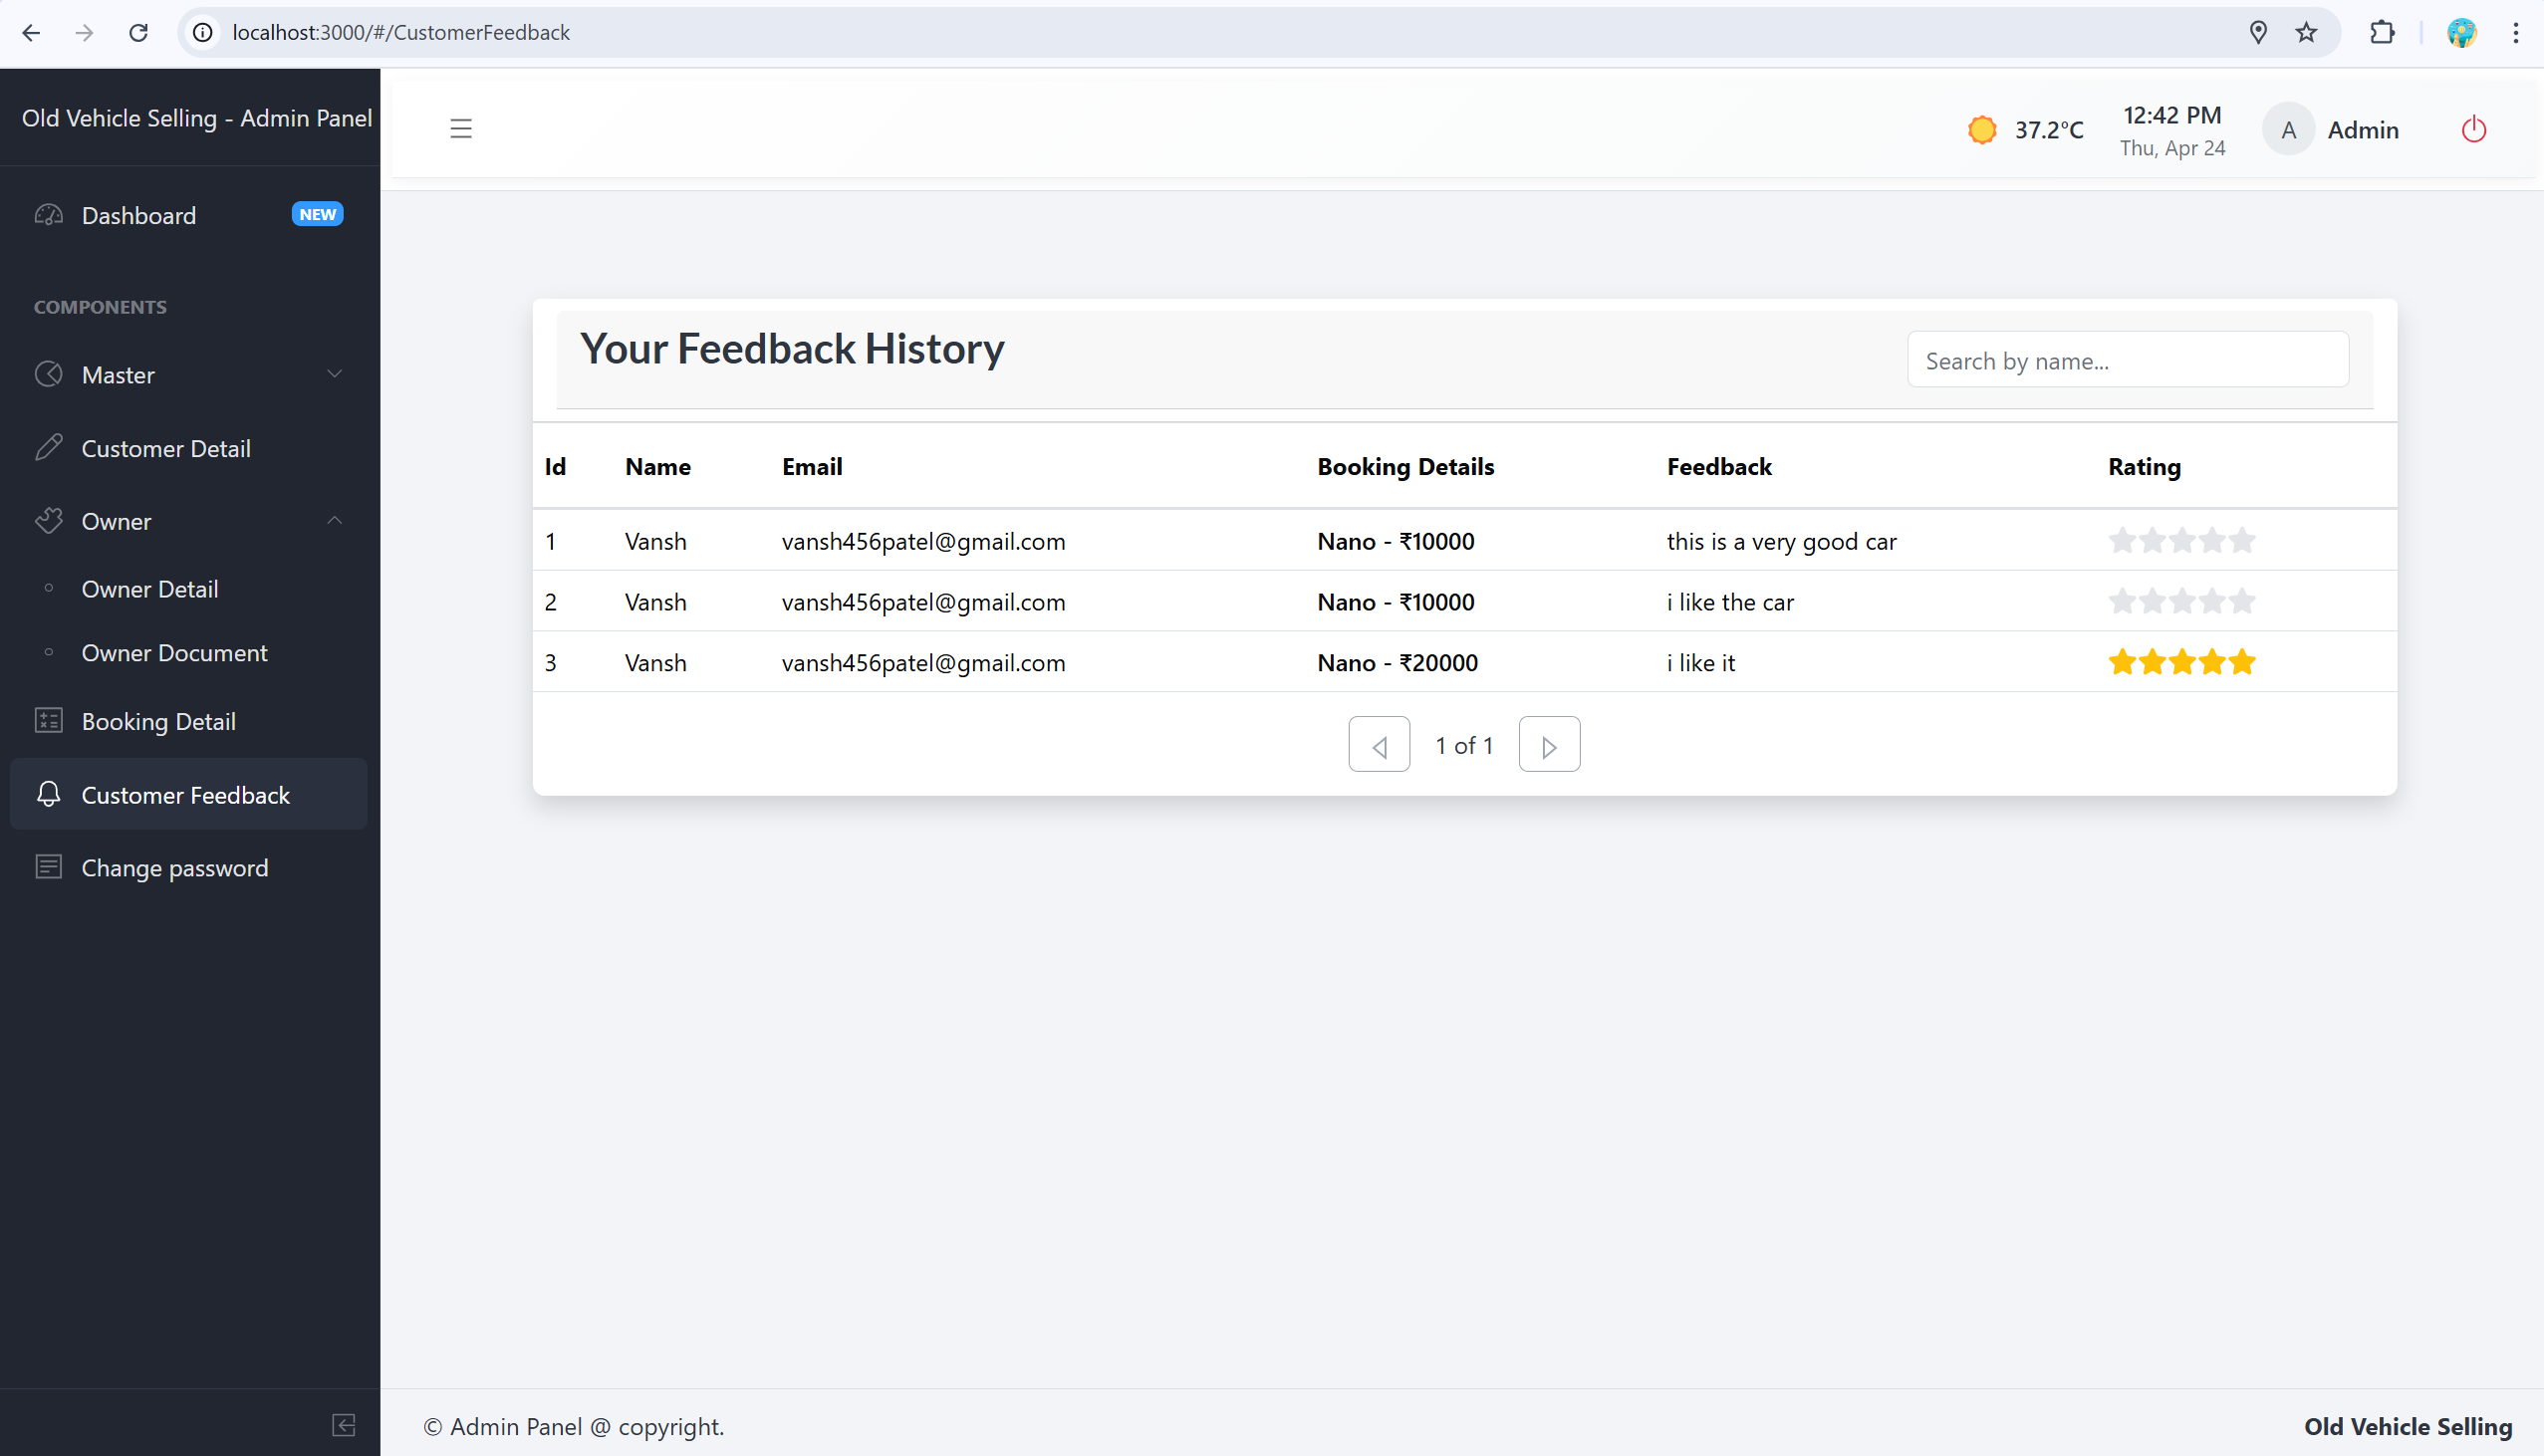 localhost:3000/#/CustomerFeedback
Old Vehicle Selling - Admin Panel
37.2°C
12:42 PM
Thu, Apr 24
A
Admin
Dashboard
NEW
COMPONENTS
Master
Customer Detail
Owner
Owner Detail
Owner Document
Booking Detail
Customer Feedback
Change password
Your Feedback History
Search by name...
Id Name Email Booking Details Feedback Rating
1 Vansh vansh456patel@gmail.com Nano - ₹10000 this is a very good car
2 Vansh vansh456patel@gmail.com Nano - ₹10000 i like the car
3 Vansh vansh456patel@gmail.com Nano - ₹20000 i like it
1 of 1
© Admin Panel @ copyright.
Old Vehicle Selling